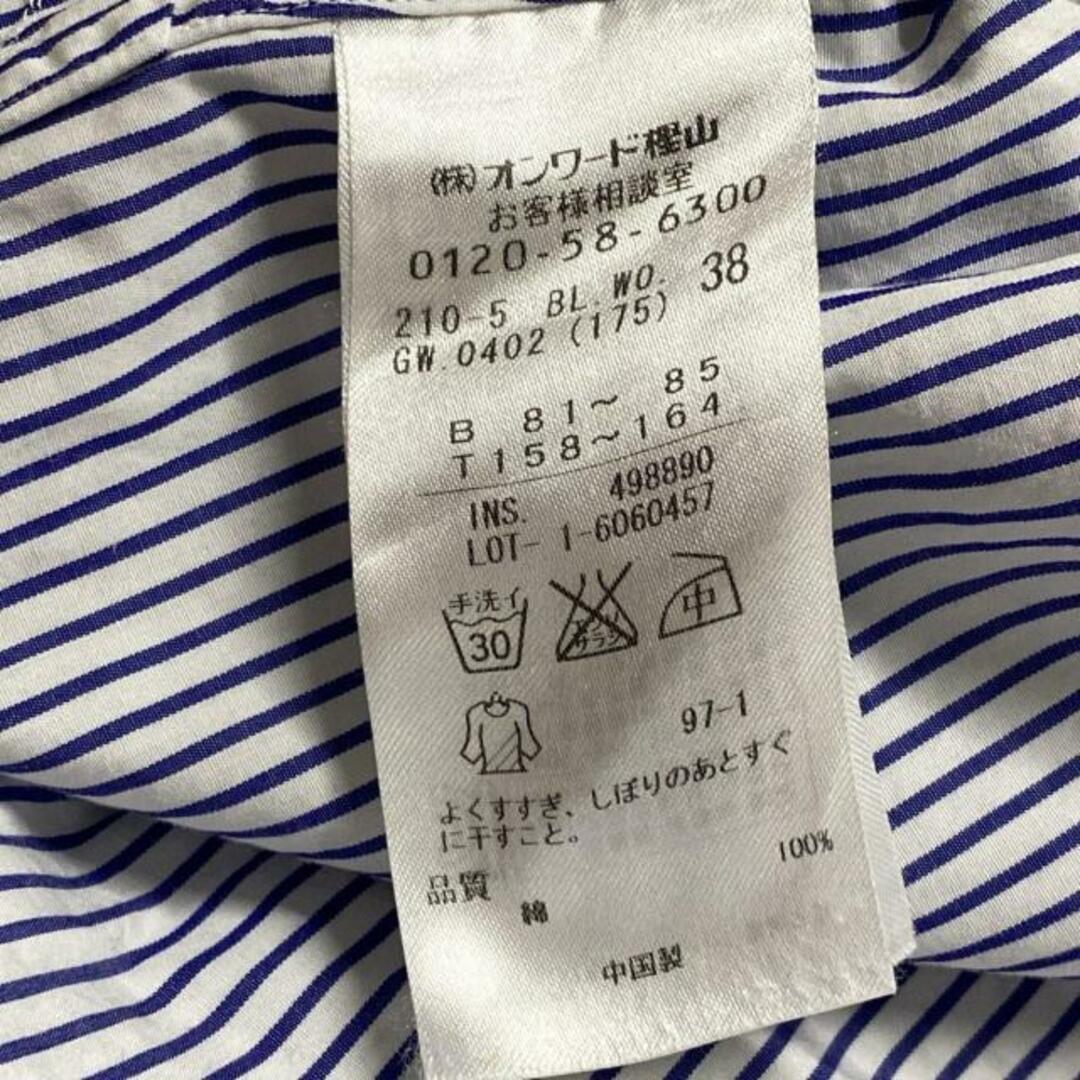 (株)オンワード樫山
お客様相談室
0120-58-6300
210-5 BL.WO. 38
GW.0402 (175)
B 81～ 85
T158～164
INS. 498890
LOT- 1-6060457
手洗イ
30
中
97-1
よくすすぎ、しぼりのあとすぐ
に干すこと。
品質 100%
綿
中国製